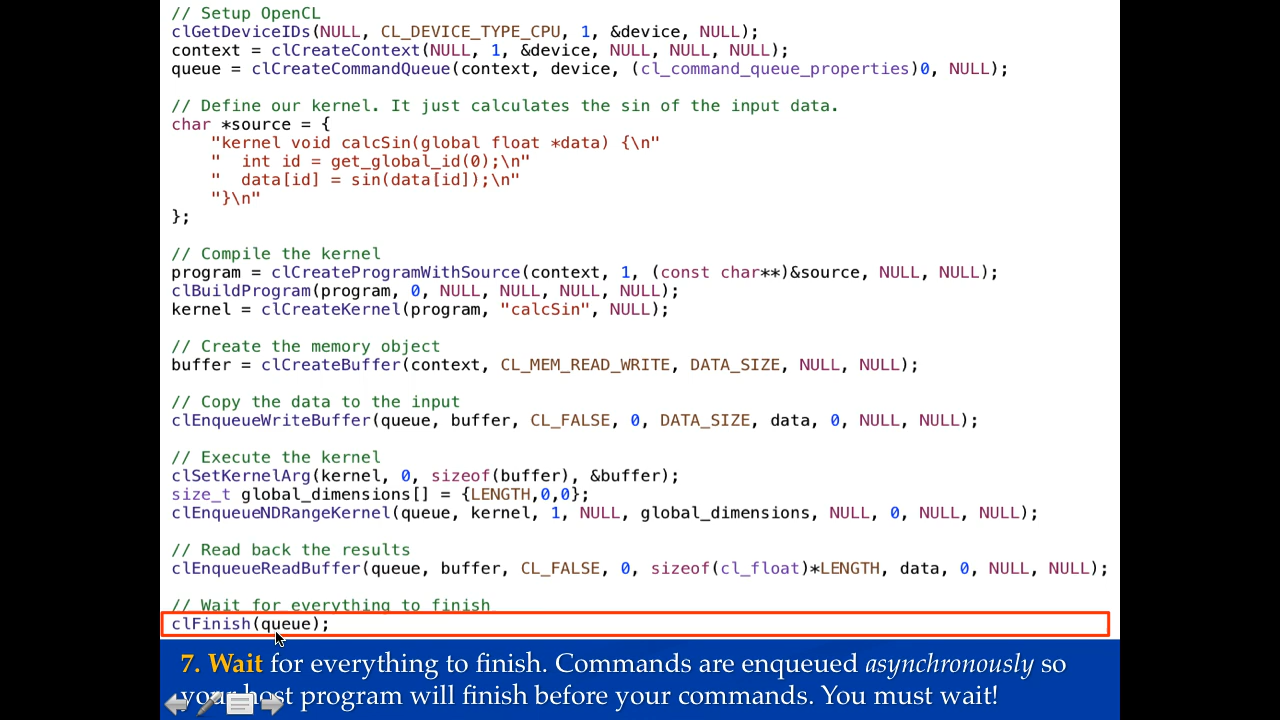 // Setup OpenCL
clGetDeviceIDs(NULL, CL_DEVICE_TYPE_CPU, 1, &device, NULL);
context = clCreateContext(NULL, 1, &device, NULL, NULL, NULL);
queue = clCreateCommandQueue(context, device, (cl_command_queue_properties)0, NULL);
// Define our kernel. It just calculates the sin of the input data.
char *source = {
"kernel void calcSin(global float *data) {\n"
"  int id = get_global_id(0);\n"
"  data[id] = sin(data[id]);\n"
"}\n"
};
// Compile the kernel
program = clCreateProgramWithSource(context, 1, (const char**)&source, NULL, NULL);
clBuildProgram(program, 0, NULL, NULL, NULL, NULL);
kernel = clCreateKernel(program, "calcSin", NULL);
// Create the memory object
buffer = clCreateBuffer(context, CL_MEM_READ_WRITE, DATA_SIZE, NULL, NULL);
// Copy the data to the input
clEnqueueWriteBuffer(queue, buffer, CL_FALSE, 0, DATA_SIZE, data, 0, NULL, NULL);
// Execute the kernel
clSetKernelArg(kernel, 0, sizeof(buffer), &buffer);
size_t global_dimensions[] = {LENGTH,0,0};
clEnqueueNDRangeKernel(queue, kernel, 1, NULL, global_dimensions, NULL, 0, NULL, NULL);
// Read back the results
clEnqueueReadBuffer(queue, buffer, CL_FALSE, 0, sizeof(cl_float)*LENGTH, data, 0, NULL, NULL);
// Wait for everything to finish
clFinish(queue);
7. Wait for everything to finish. Commands are enqueued asynchronously so
your host program will finish before your commands. You must wait!